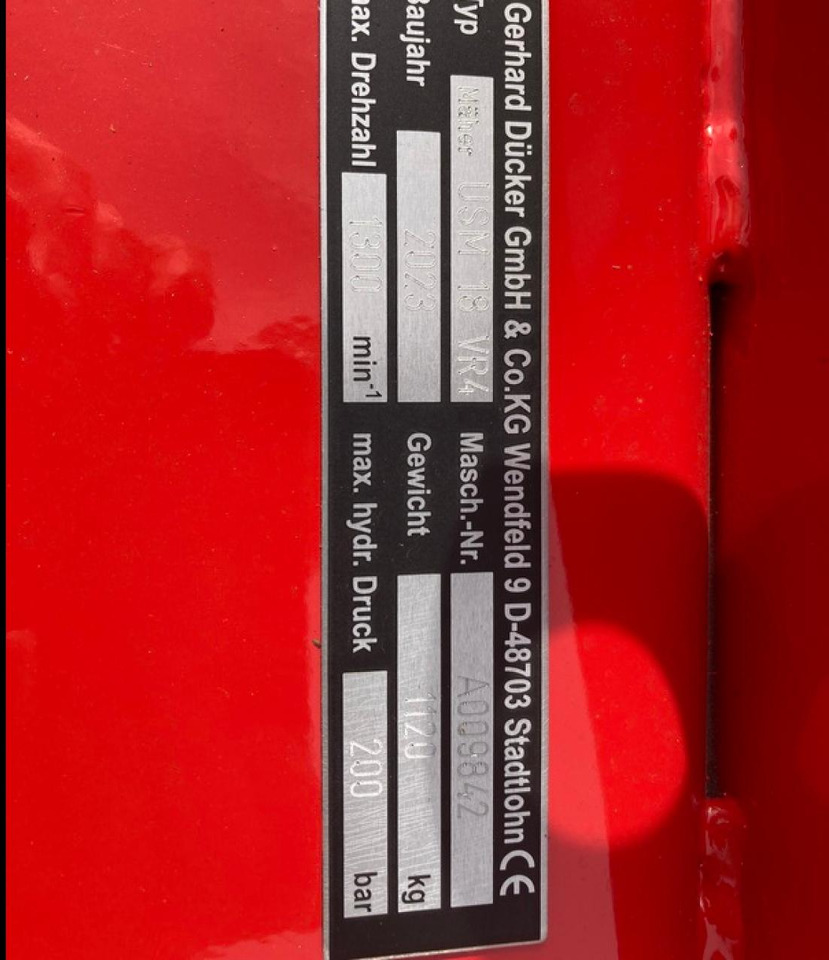 Gerhard Dücker GmbH & Co.KG Wendfeld 9 D-48703 Stadtlohn CE
Typ Mäher USM 18 VR4 Masch.-Nr. A009842
Baujahr 2023 Gewicht 1120 kg
max. Drehzahl 1300 min⁻¹ max. hydr. Druck 200 bar